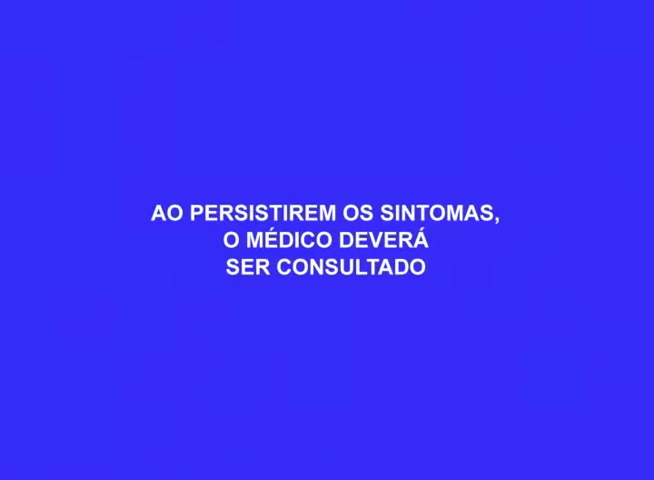 AO PERSISTIREM OS SINTOMAS,
O MÉDICO DEVERÁ
SER CONSULTADO